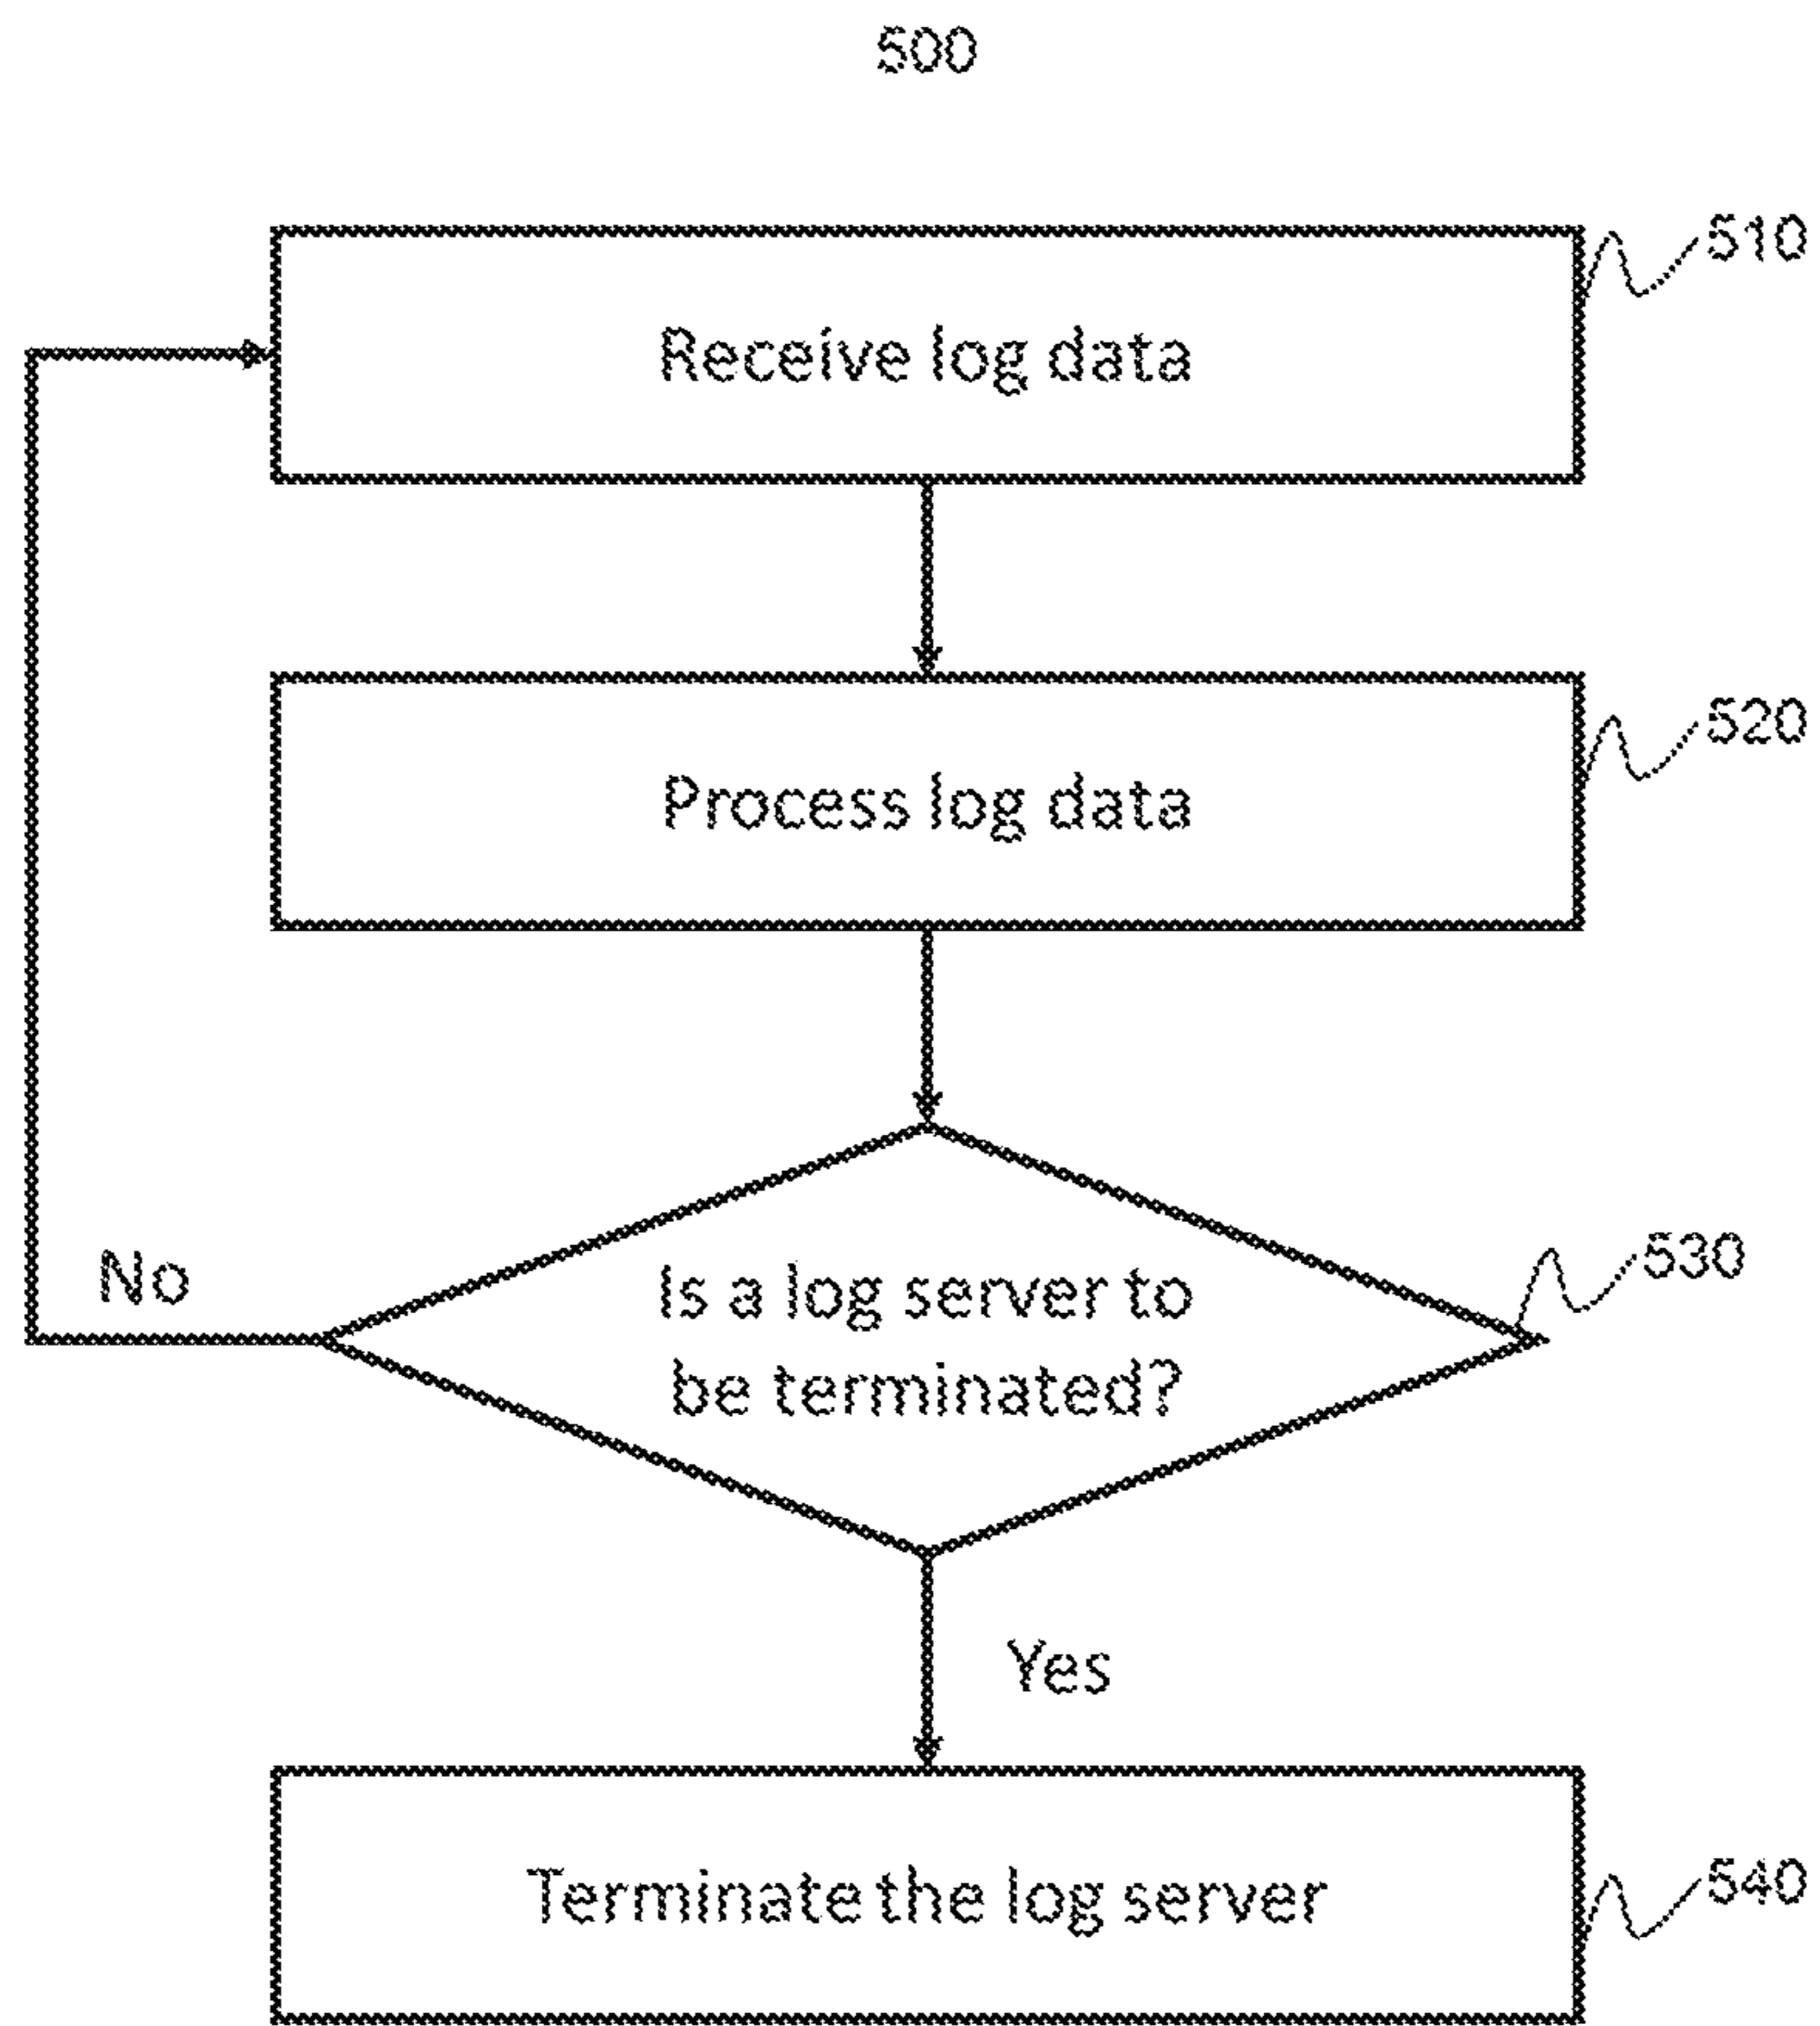 500
510
Receive log data
520
Process log data
530
No
Is a log server to
be terminated?
Yes
540
Terminate the log server